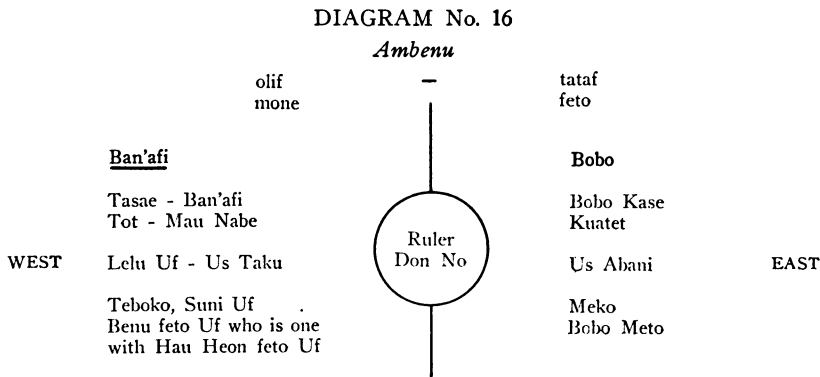 DIAGRAM No. 16
Ambenu
olif – tataf
mone feto
Ban'afi Bobo
Tasae - Ban'afi Bobo Kase
Tot - Mau Nabe Kuatet
Ruler
Don No
WEST Lelu Uf - Us Taku Us Abani EAST
Teboko, Suni Uf . Meko
Benu feto Uf who is one Bobo Meto
with Hau Heon feto Uf